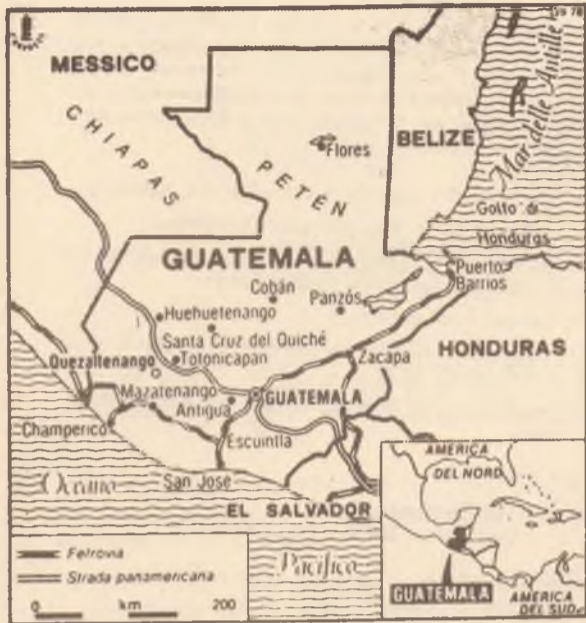 MESSICO
CHIAPAS
Flores
PETÉN
BELIZE
Mar delle Antille
Golfo di
Honduras
GUATEMALA
Puerto
Barrios
Cobán
Panzós
Huehuetenango
Santa Cruz del Quiché
Quezaltenango
Totonicapan
Zacapa
HONDURAS
Mazatenango
GUATEMALA
Antigua
Champerico
Escuintla
Oceano
San José
EL SALVADOR
Pacifico
AMERICA
DEL NORD
GUATEMALA
AMERICA
DEL SUD
Ferrovia
Strada panamericana
0 km 200